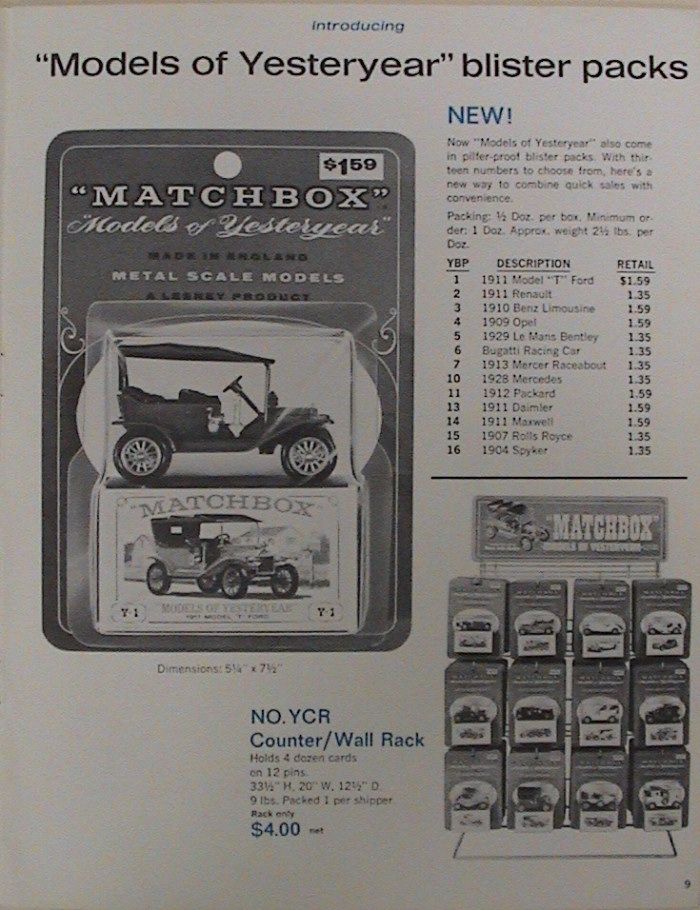 introducing
"Models of Yesteryear" blister packs
$1.59
"MATCHBOX"
"Models of Yesteryear"
MADE IN ENGLAND
METAL SCALE MODELS
A LESNEY PRODUCT
"MATCHBOX"
Y-1 MODELS OF YESTERYEAR Y-1
1911 MODEL "T" FORD
Dimensions: 5¼" x 7½"
NEW!
Now "Models of Yesteryear" also come
in pilfer-proof blister packs. With thir-
teen numbers to choose from, here's a
new way to combine quick sales with
convenience.
Packing: ½ Doz. per box. Minimum or-
der: 1 Doz. Approx. weight 2½ lbs. per
Doz.
YBP DESCRIPTION RETAIL
1 1911 Model "T" Ford $1.59
2 1911 Renault 1.35
3 1910 Benz Limousine 1.59
4 1909 Opel 1.59
5 1929 Le Mans Bentley 1.35
6 Bugatti Racing Car 1.35
7 1913 Mercer Raceabout 1.35
10 1928 Mercedes 1.35
11 1912 Packard 1.59
13 1911 Daimler 1.59
14 1911 Maxwell 1.59
15 1907 Rolls Royce 1.35
16 1904 Spyker 1.35
"MATCHBOX"
MODELS OF YESTERYEAR
NO. YCR
Counter/Wall Rack
Holds 4 dozen cards
on 12 pins.
33½" H, 20" W, 12½" D
9 lbs. Packed 1 per shipper
Rack only
$4.00 net
9